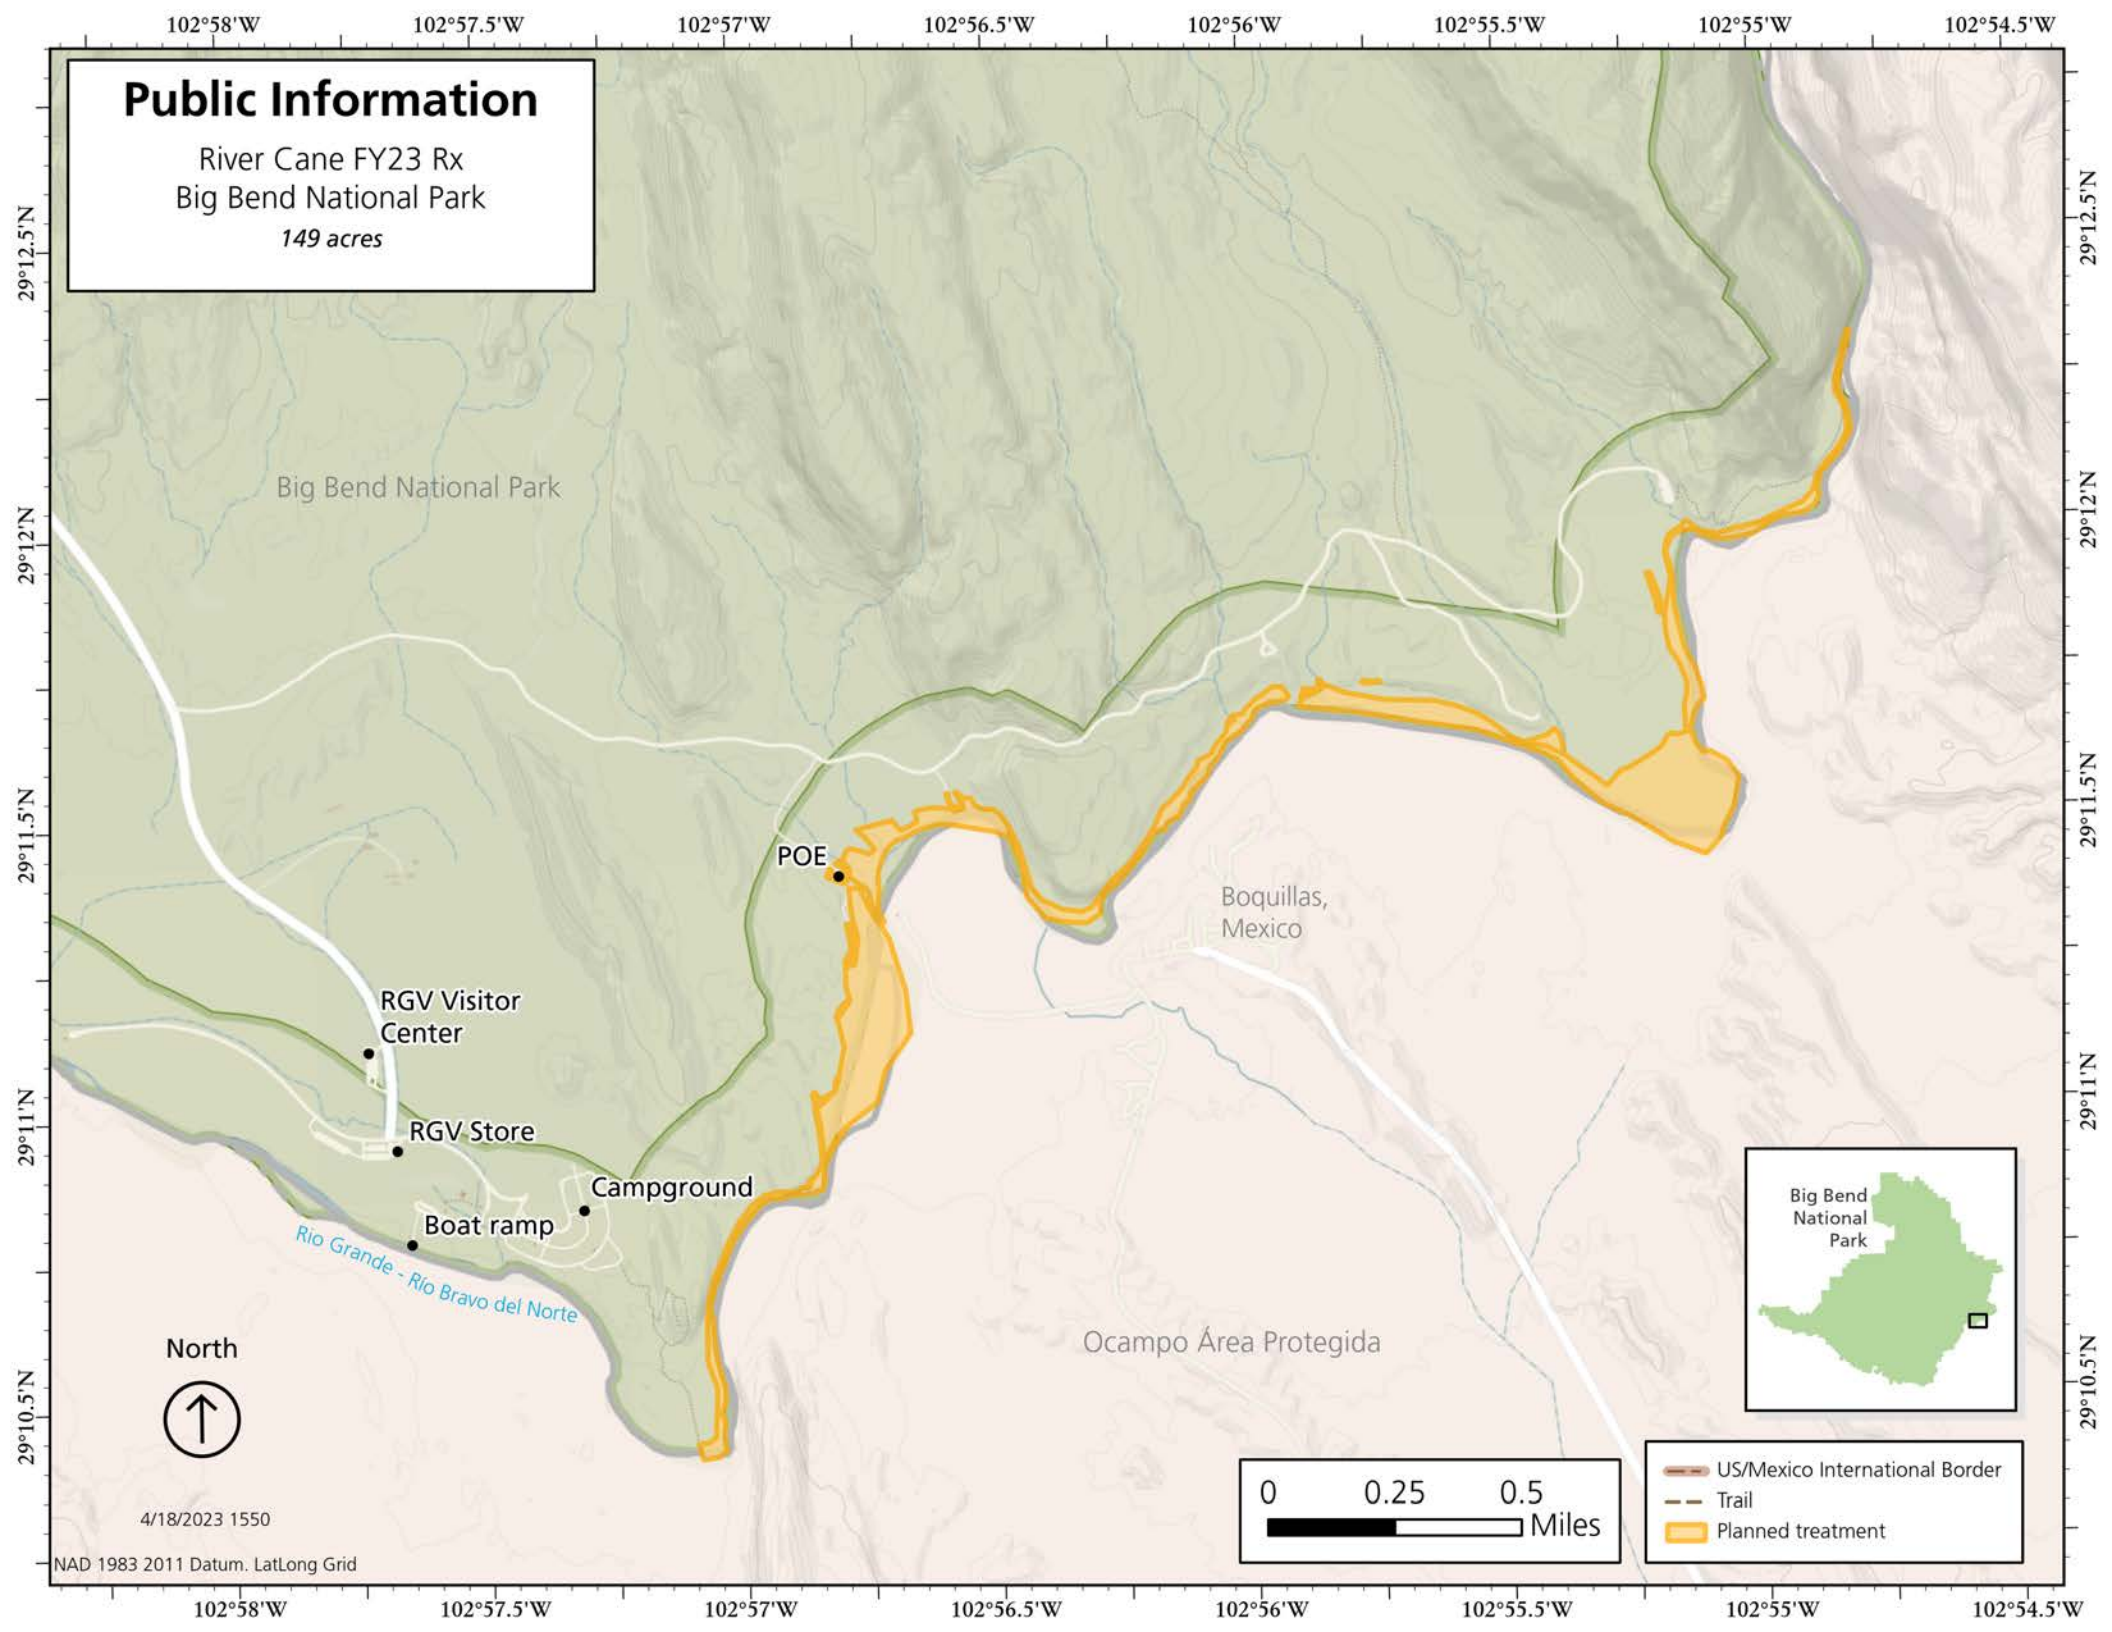 102°58'W 102°57.5'W 102°57'W 102°56.5'W 102°56'W 102°55.5'W 102°55'W 102°54.5'W
Public Information
River Cane FY23 Rx
Big Bend National Park
149 acres
29°12.5'N
29°12.5'N
Big Bend National Park
29°12'N
29°12'N
29°11.5'N
29°11.5'N
POE
Boquillas,
Mexico
RGV Visitor
Center
29°11'N
29°11'N
RGV Store
Campground
Boat ramp
Rio Grande - Río Bravo del Norte
Big Bend
National
Park
North
Ocampo Área Protegida
29°10.5'N
29°10.5'N
0 0.25 0.5
Miles
US/Mexico International Border
Trail
Planned treatment
4/18/2023 1550
NAD 1983 2011 Datum. LatLong Grid
102°58'W 102°57.5'W 102°57'W 102°56.5'W 102°56'W 102°55.5'W 102°55'W 102°54.5'W